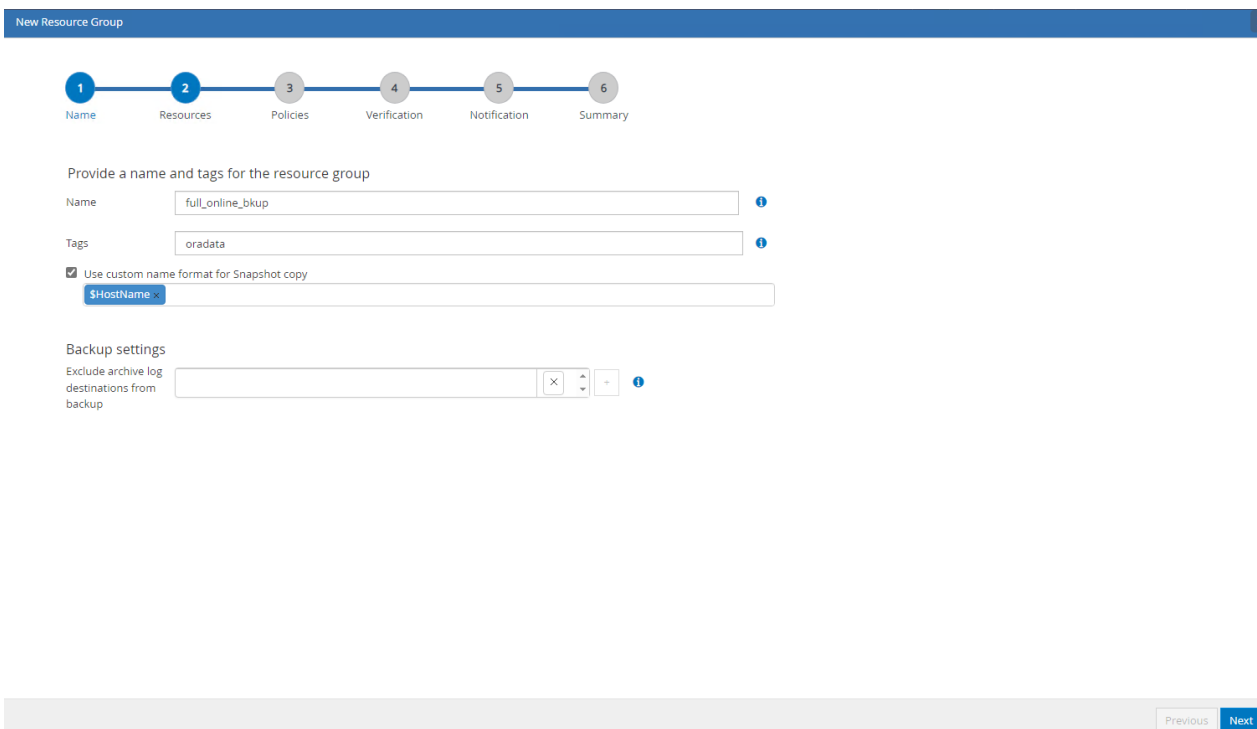 New Resource Group
1 2 3 4 5 6
Name Resources Policies Verification Notification Summary
Provide a name and tags for the resource group
Name full_online_bkup
Tags oradata
Use custom name format for Snapshot copy
$HostName ×
Backup settings
Exclude archive log
destinations from
backup
Previous Next